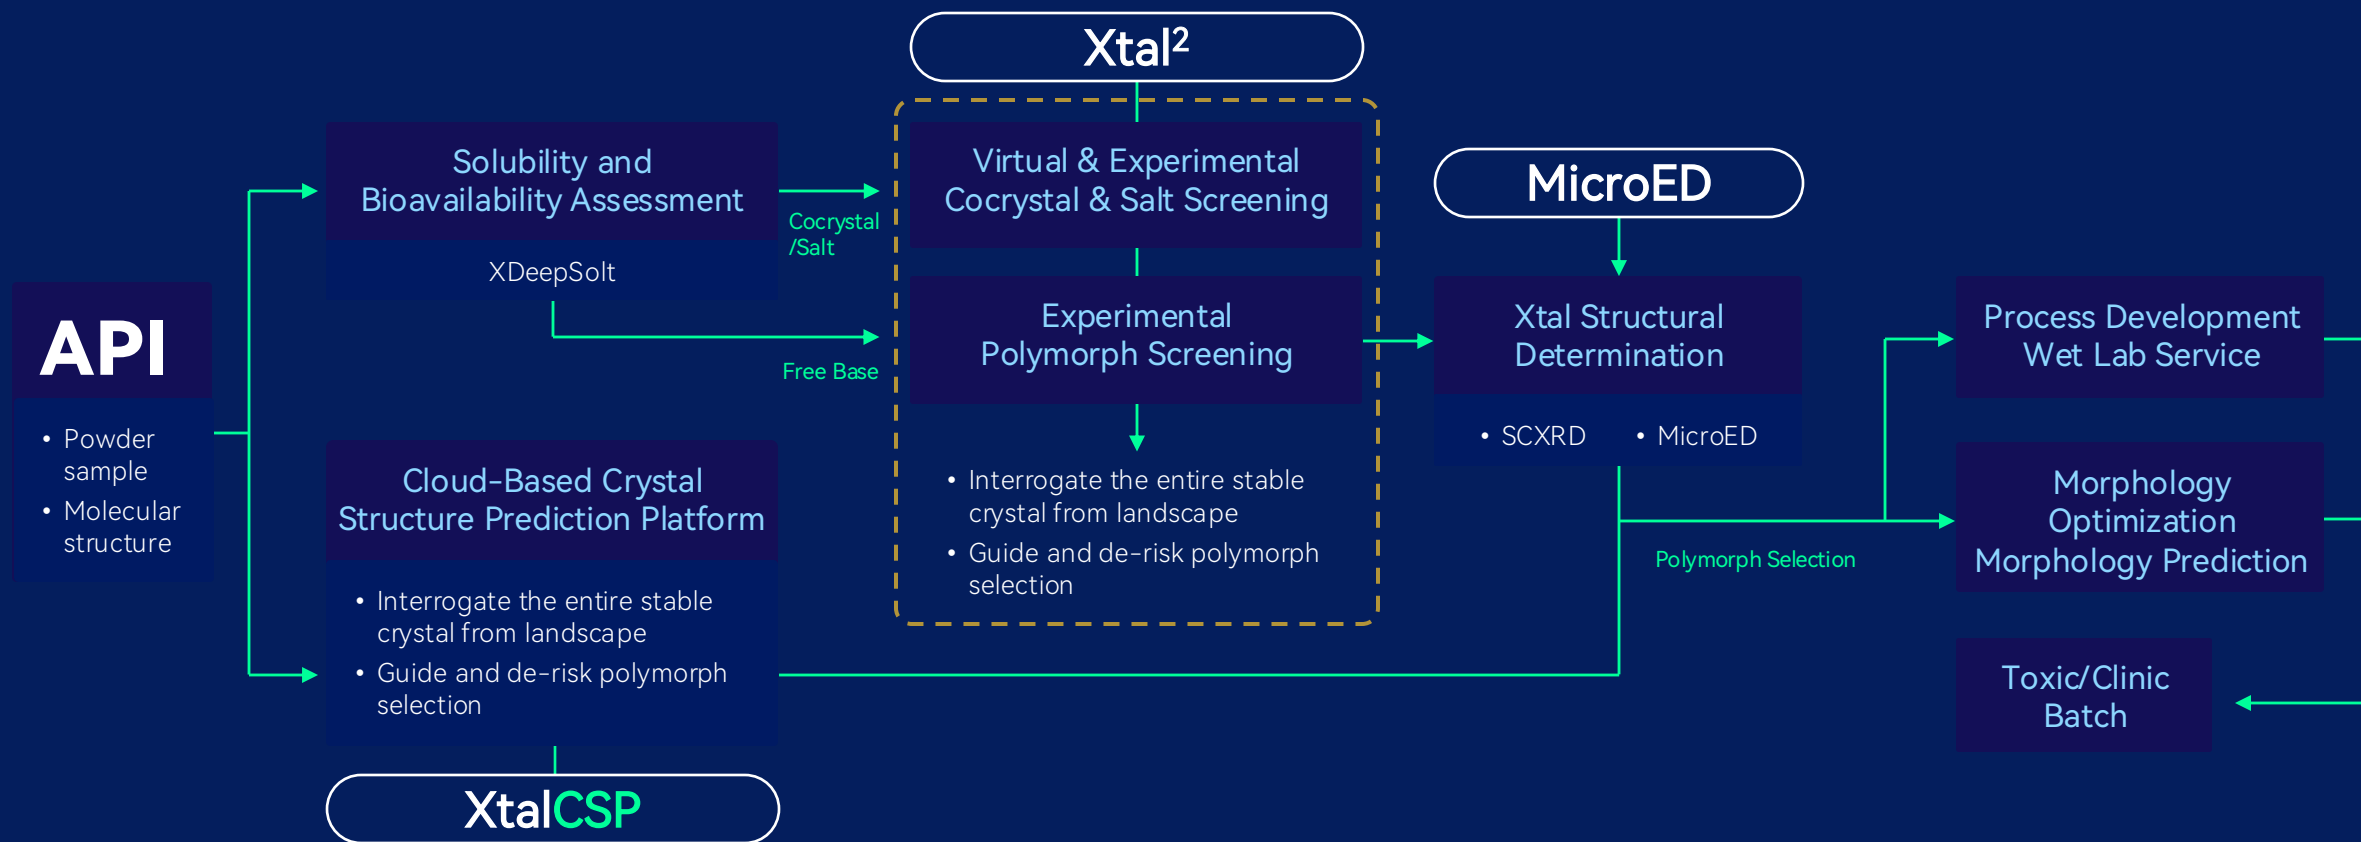 Xtal²
Solubility and
Bioavailability Assessment
XDeepSolt
Cocrystal
/Salt
Free Base
Virtual & Experimental
Cocrystal & Salt Screening
Experimental
Polymorph Screening
• Interrogate the entire stable
crystal from landscape
• Guide and de-risk polymorph
selection
MicroED
Xtal Structural
Determination
• SCXRD • MicroED
Process Development
Wet Lab Service
API
• Powder
sample
• Molecular
structure
Cloud-Based Crystal
Structure Prediction Platform
• Interrogate the entire stable
crystal from landscape
• Guide and de-risk polymorph
selection
XtalCSP
Polymorph Selection
Morphology
Optimization
Morphology Prediction
Toxic/Clinic
Batch